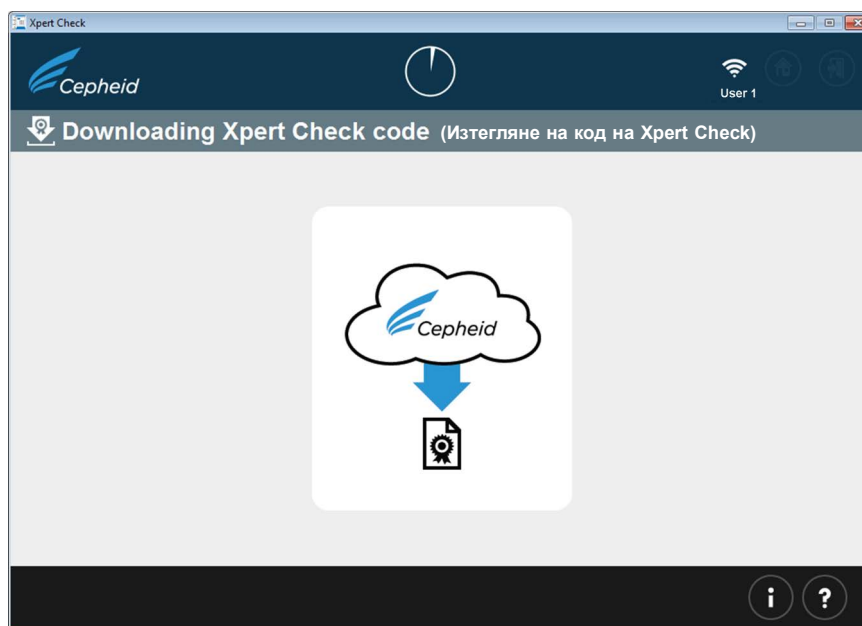 Xpert Check
Cepheid
User 1
Downloading Xpert Check code (Изтегляне на код на Xpert Check)
Cepheid
i ?